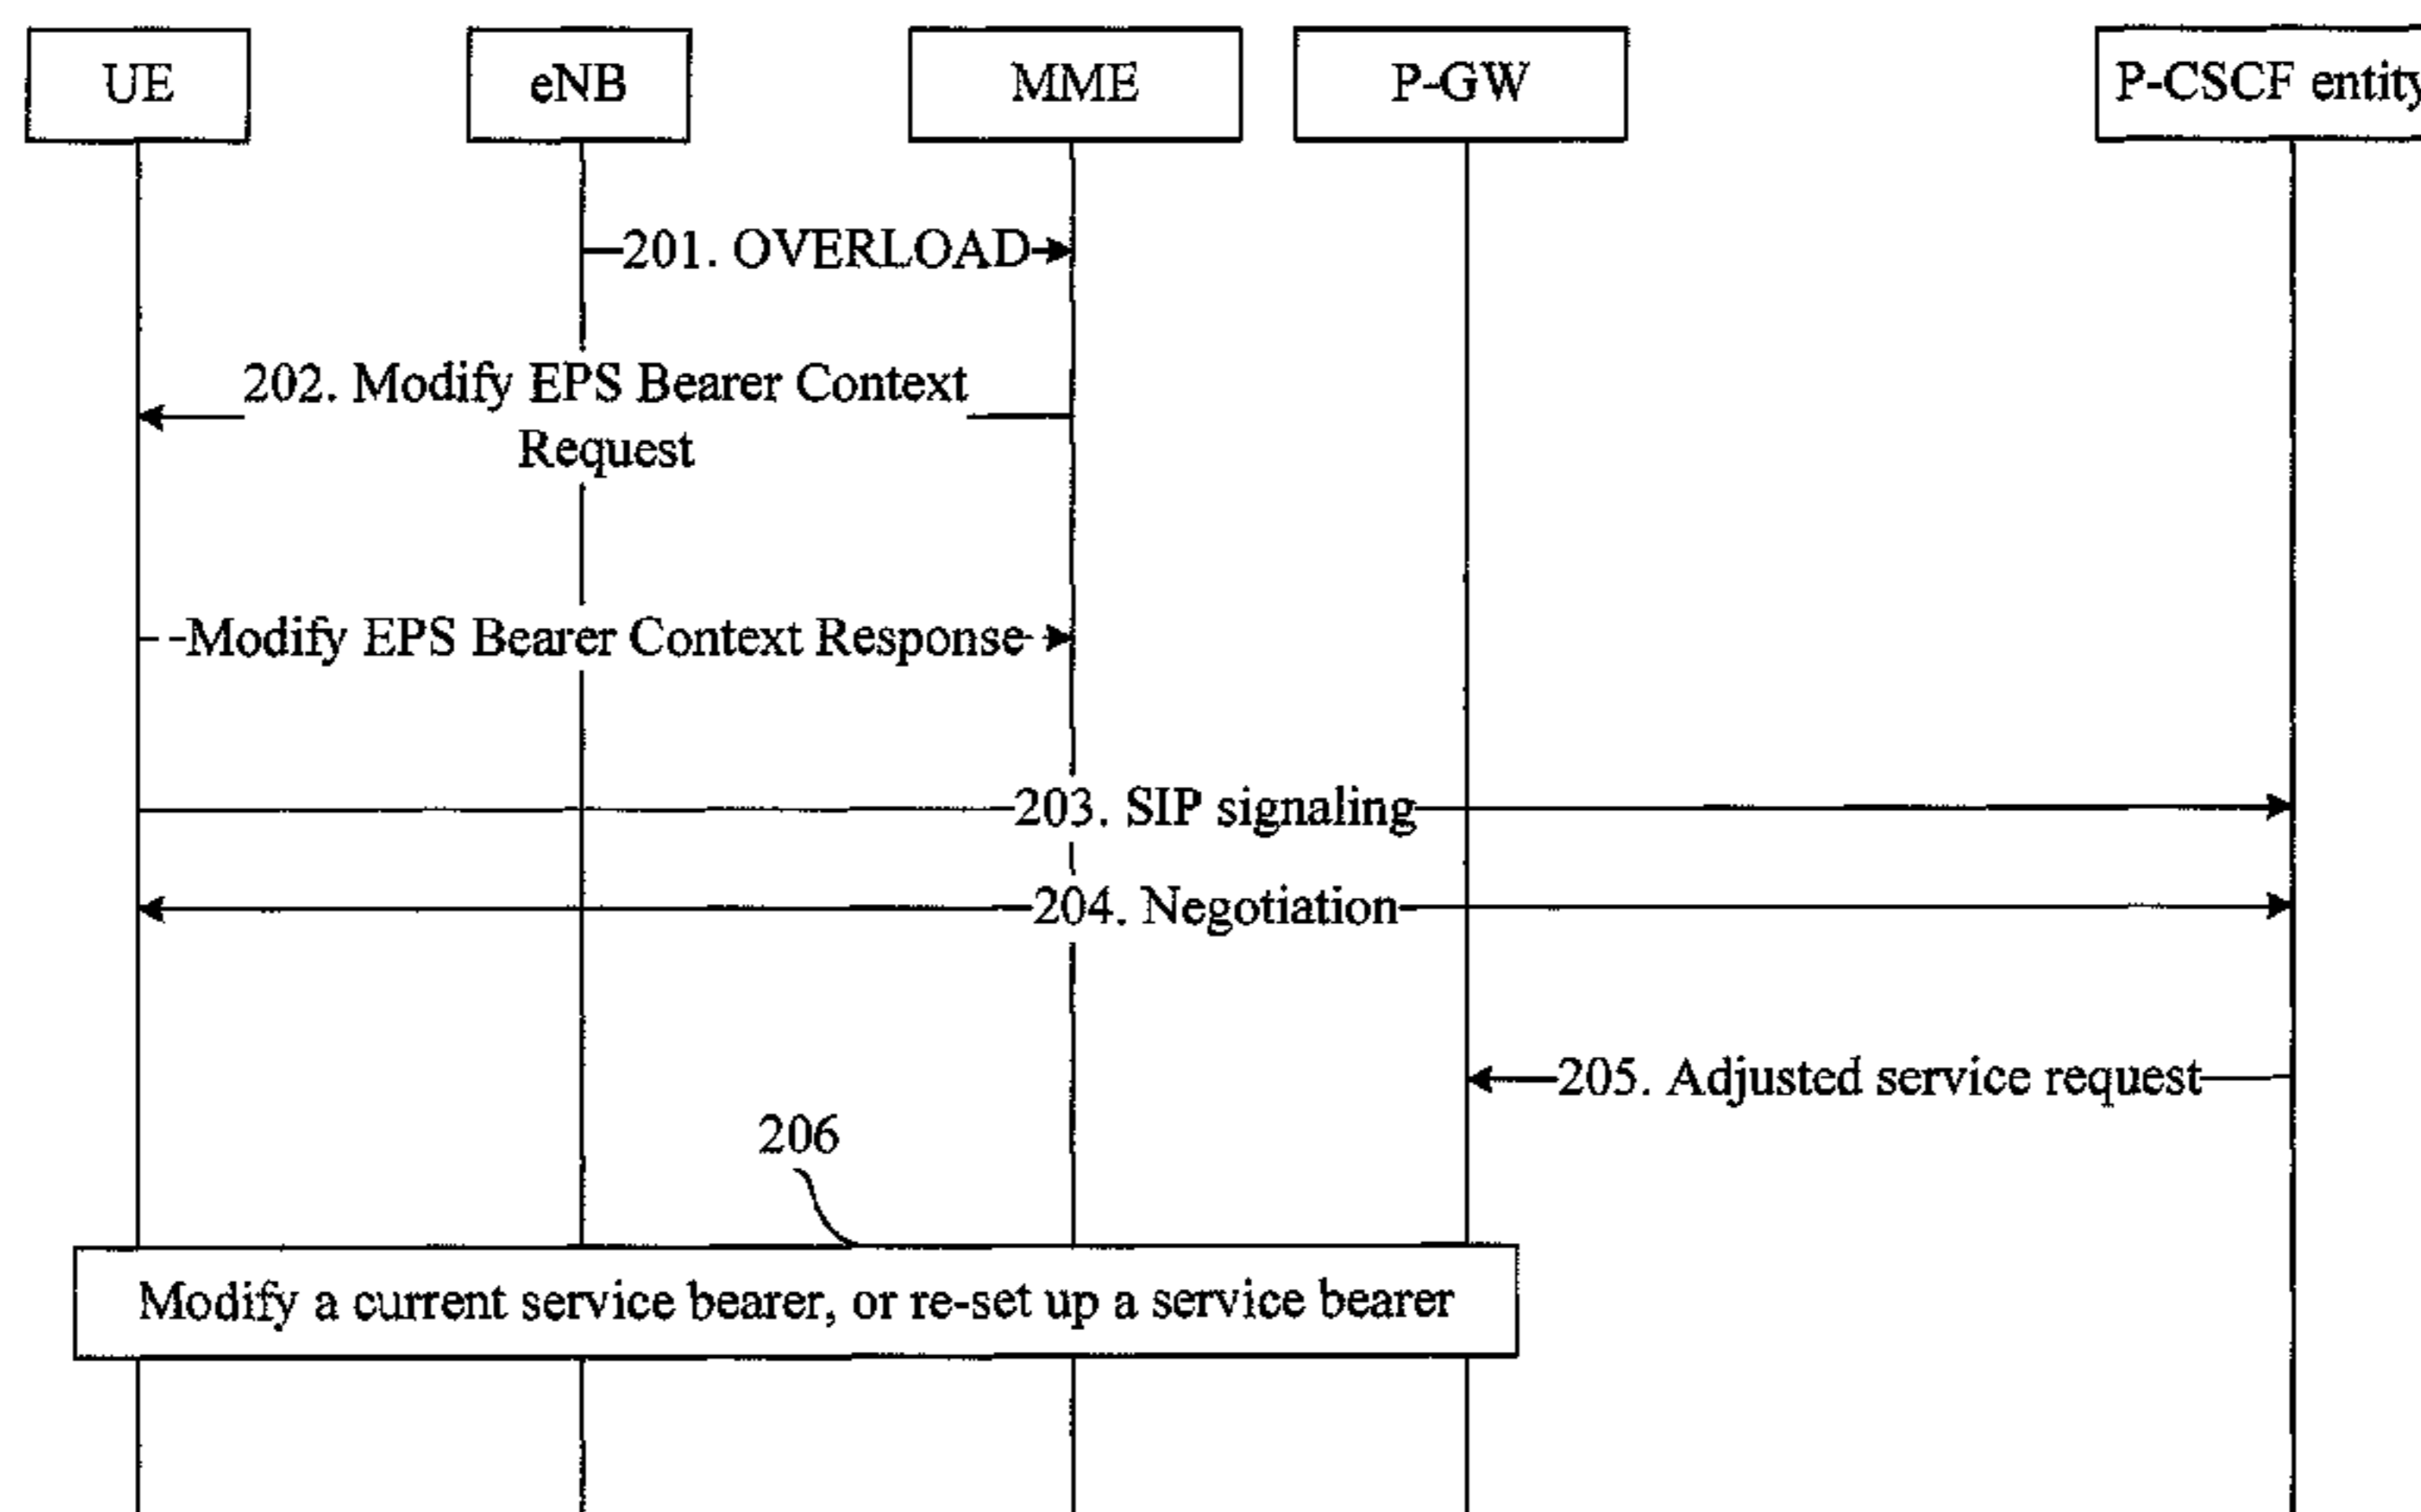 UE
eNB
MME
P-GW
P-CSCF entity
201. OVERLOAD
202. Modify EPS Bearer Context
Request
Modify EPS Bearer Context Response
203. SIP signaling
204. Negotiation
205. Adjusted service request
206
Modify a current service bearer, or re-set up a service bearer